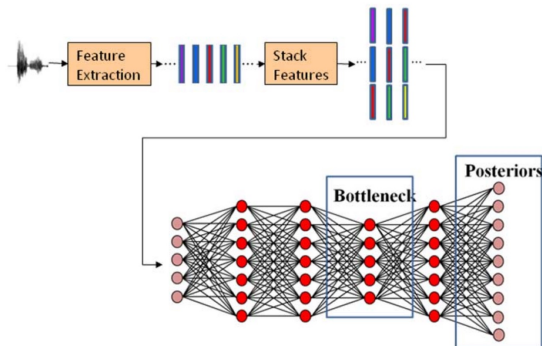 Feature
Extraction
Stack
Features
Posteriors
Bottleneck